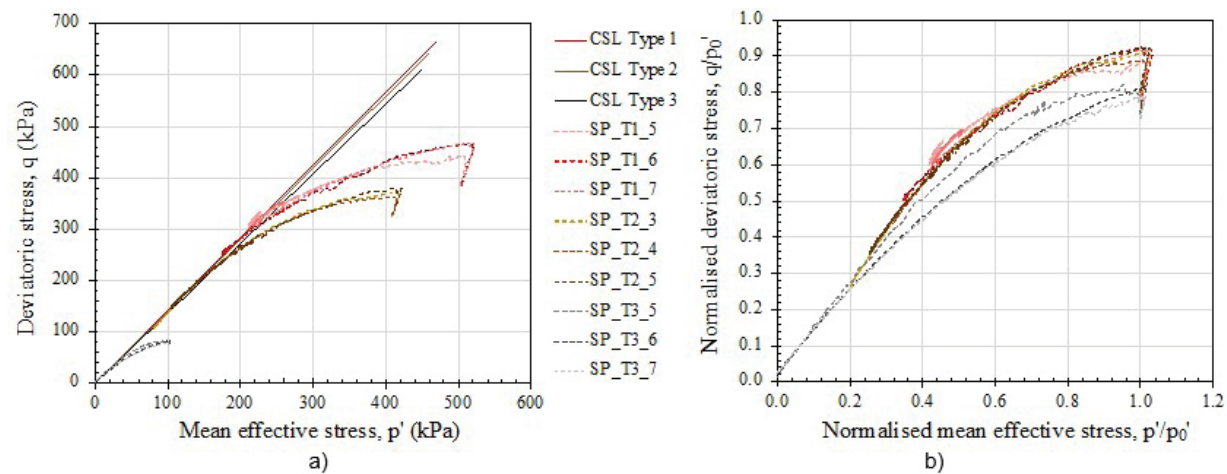 700
600
500
400
300
200
100
0
0
100
200
300
400
500
600
Deviatoric stress, q (kPa)
Mean effective stress, p' (kPa)
a)
CSL Type 1
CSL Type 2
CSL Type 3
SP_T1_5
SP_T1_6
SP_T1_7
SP_T2_3
SP_T2_4
SP_T2_5
SP_T3_5
SP_T3_6
SP_T3_7
1.0
0.9
0.8
0.7
0.6
0.5
0.4
0.3
0.2
0.1
0.0
0.0
0.2
0.4
0.6
0.8
1.0
1.2
Normalised deviatoric stress, q/p0'
Normalised mean effective stress, p'/p0'
b)